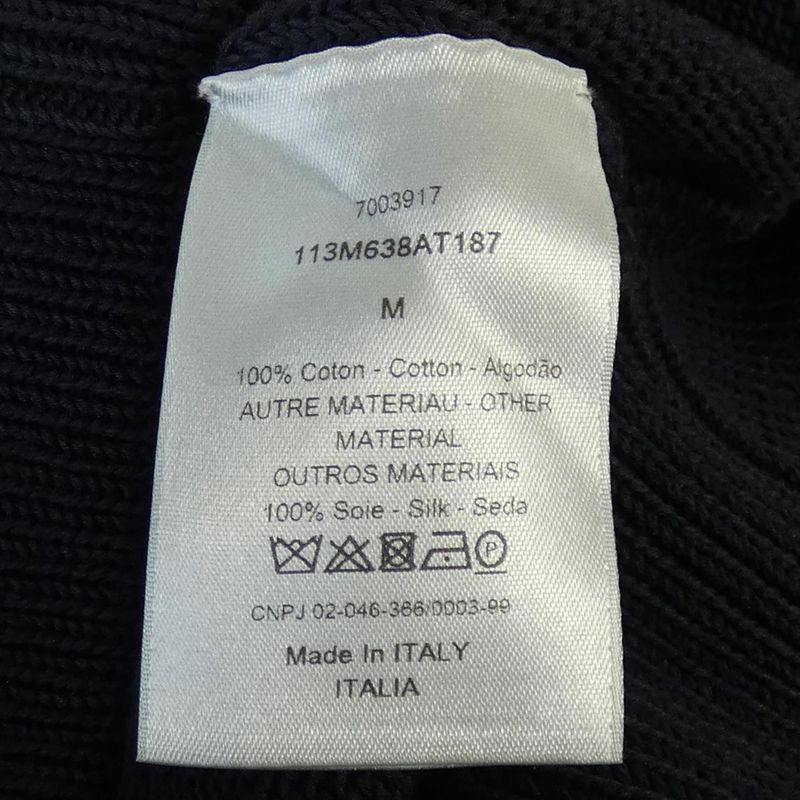 7003917
113M638AT187
M
100% Coton - Cotton - Algodão
AUTRE MATERIAU - OTHER
MATERIAL
OUTROS MATERIAIS
100% Soie - Silk - Seda
P
CNPJ 02-046-366/0003-99
Made In ITALY
ITALIA